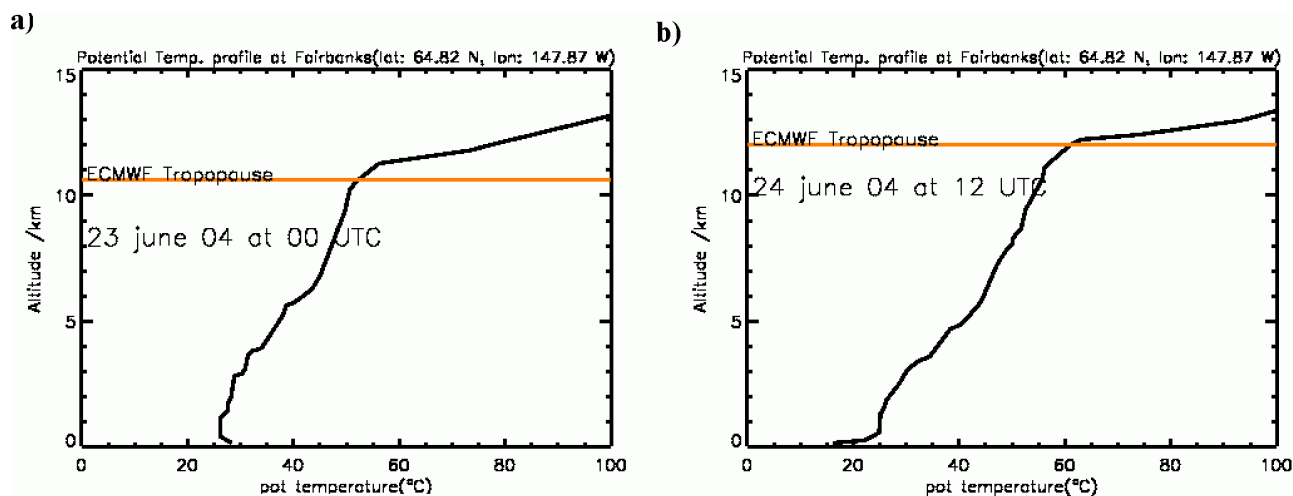 a)
Potential Temp. profile at Fairbanks(lat: 64.82 N, lon: 147.87 W)
15
10
5
0
Altitude /km
ECMWF Tropopause
23 june 04 at 00 UTC
0 20 40 60 80 100
pot temperature(°C)
b)
Potential Temp. profile at Fairbanks(lat: 64.82 N, lon: 147.87 W)
15
10
5
0
Altitude /km
ECMWF Tropopause
24 june 04 at 12 UTC
0 20 40 60 80 100
pot temperature(°C)